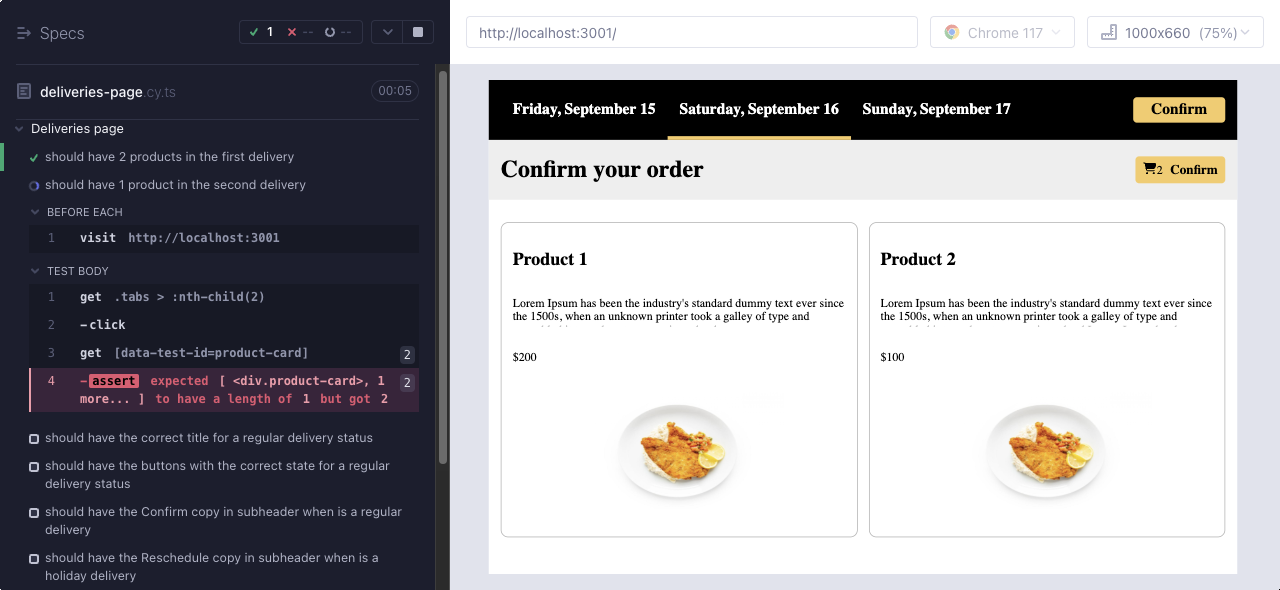 Specs
1
--
--
deliveries-page.cy.ts
00:05
Deliveries page
should have 2 products in the first delivery
should have 1 product in the second delivery
BEFORE EACH
1 visit http://localhost:3001
TEST BODY
1 get .tabs > :nth-child(2)
2 -click
3 get [data-test-id=product-card] 2
4 -assert expected [ <div.product-card>, 1 2
more... ] to have a length of 1 but got 2
should have the correct title for a regular delivery status
should have the buttons with the correct state for a regular
delivery status
should have the Confirm copy in subheader when is a regular
delivery
should have the Reschedule copy in subheader when is a
holiday delivery
http://localhost:3001/
Chrome 117
1000x660 (75%)
Friday, September 15 Saturday, September 16 Sunday, September 17 Confirm
Confirm your order
2 Confirm
Product 1
Lorem Ipsum has been the industry's standard dummy text ever since
the 1500s, when an unknown printer took a galley of type and
$200
Product 2
Lorem Ipsum has been the industry's standard dummy text ever since
the 1500s, when an unknown printer took a galley of type and
$100